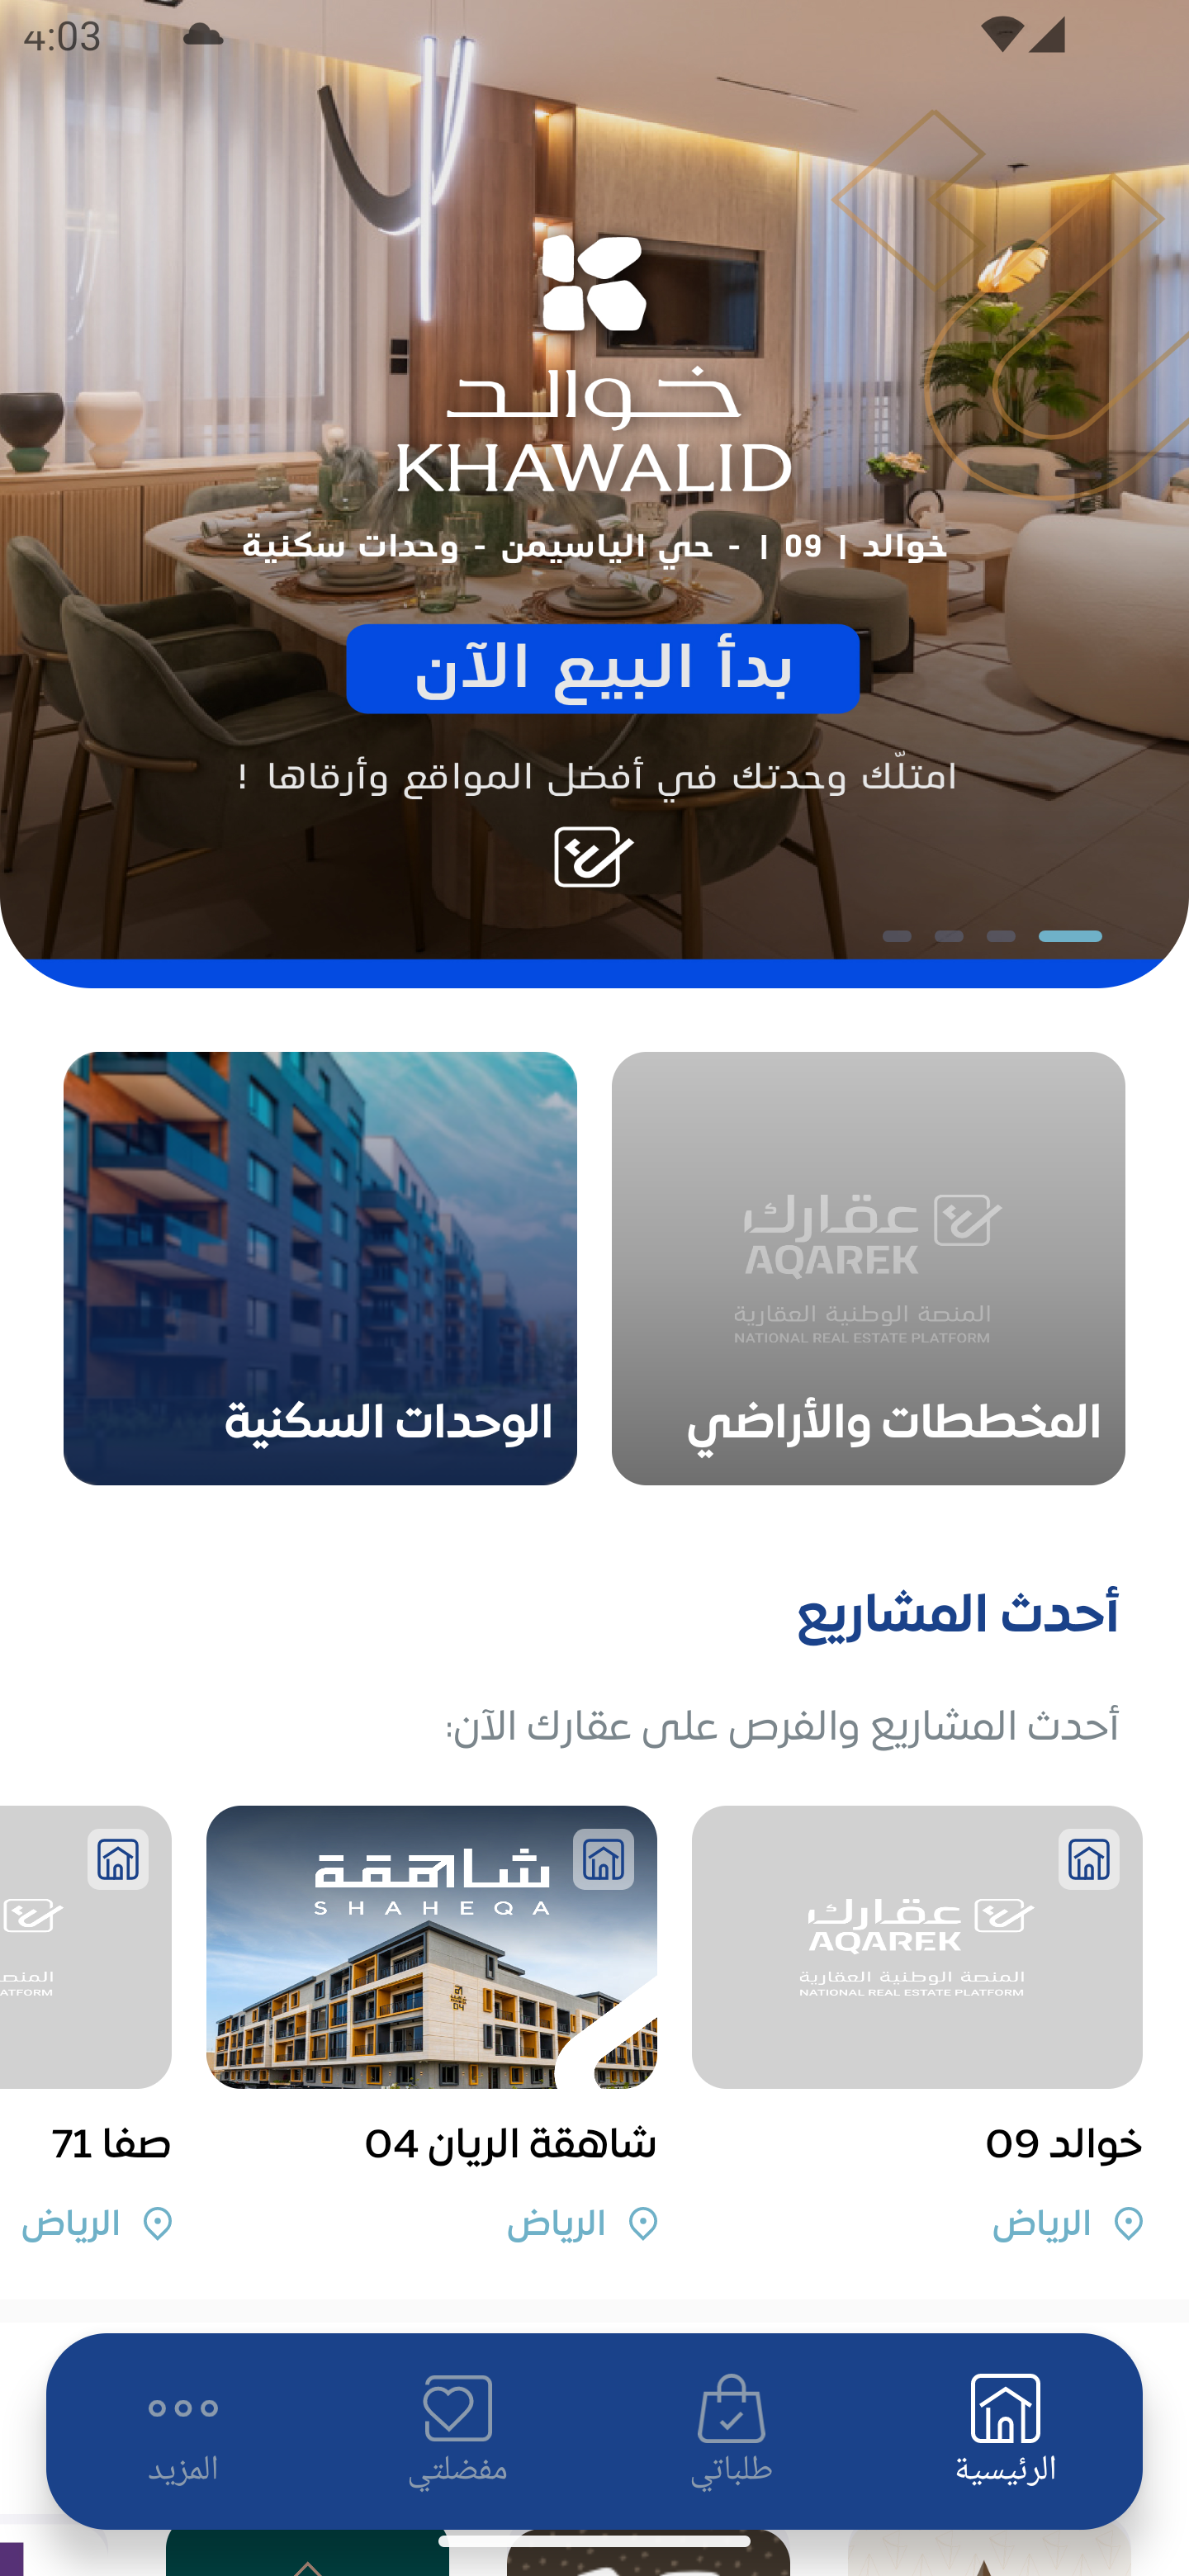 4:03
خوالد
KHAWALID
خوالد | 09 | - حي الياسيمن - وحدات سكنية
بدأ البيع الآن
امتلّك وحدتك في أفضل المواقع وأرقاها !
عقارك
AQAREK
المنصة الوطنية العقارية
NATIONAL REAL ESTATE PLATFORM
المخططات والأراضي
الوحدات السكنية
أحدث المشاريع
أحدث المشاريع والفرص على عقارك الآن:
عقارك
AQAREK
المنصة الوطنية العقارية
NATIONAL REAL ESTATE PLATFORM
خوالد 09
الرياض
شاهقة
SHAHEQA
04
شاهقة الريان 04
الرياض
صفا 71
الرياض
الرئيسية
طلباتي
مفضلتي
المزيد